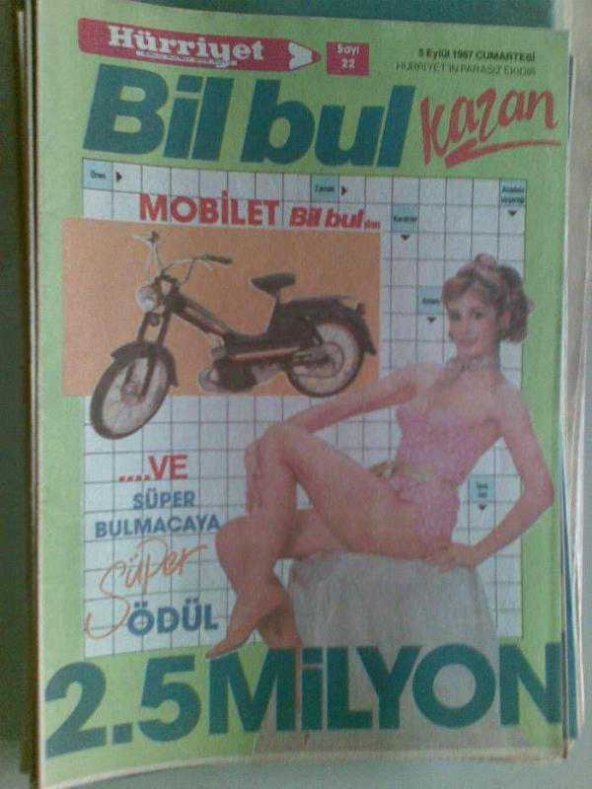 Hürriyet
Sayı
22
5 Eylül 1987 CUMARTESİ
HÜRRİYET'İN PARASIZ EKİDİR
Bil bul kazan
MOBİLET Bil bul'dan
....VE
SÜPER
BULMACAYA
Süper
ÖDÜL
2.5 MİLYON